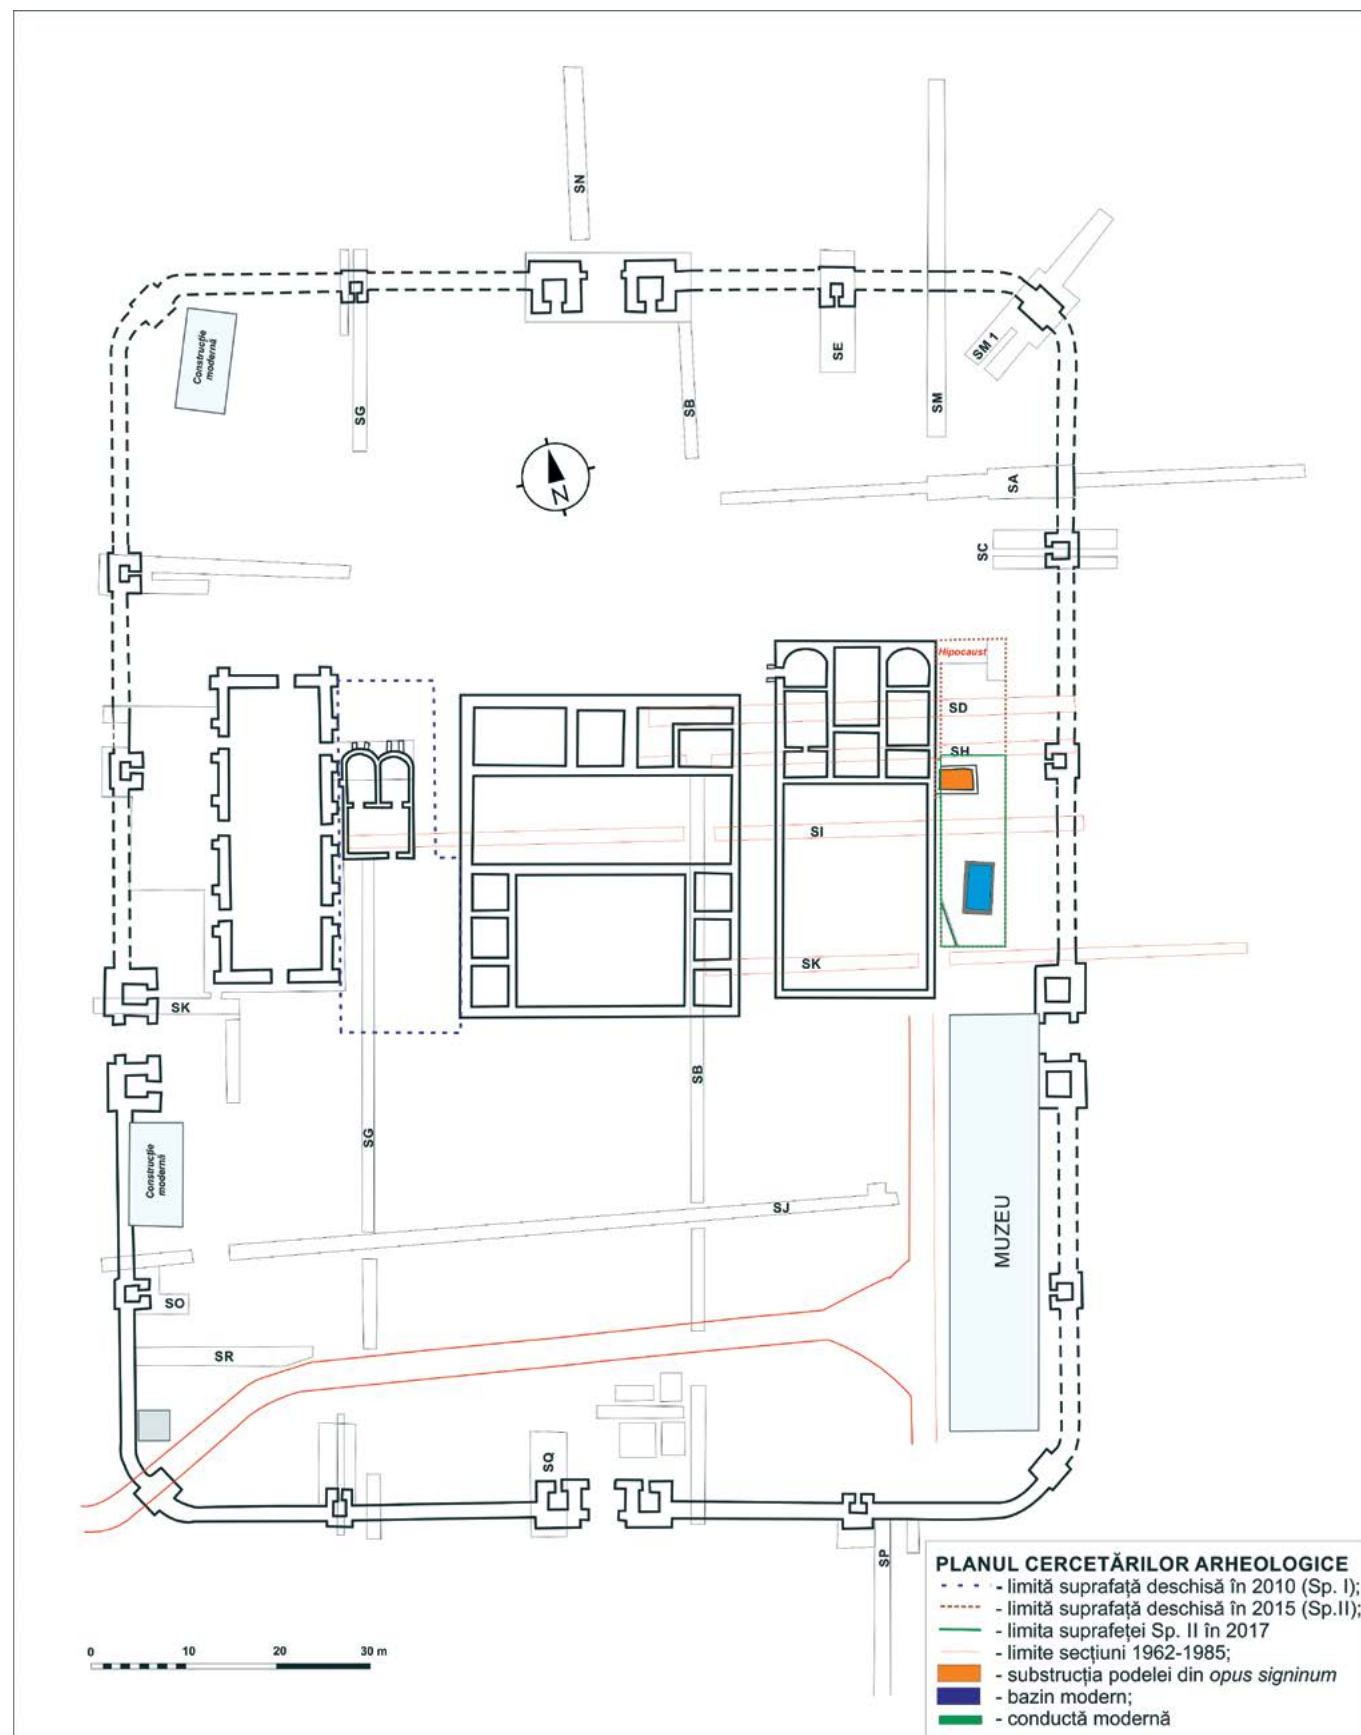 SN
Construcție
modernă
SG
SB
SE
SM
SM 1
N
SA
SC
Hipocaust
SD
SH
SI
SK
SK
SB
SG
Construcție
modernă
SJ
MUZEU
SO
SR
SQ
SP
0 10 20 30 m
PLANUL CERCETĂRILOR ARHEOLOGICE
- limită suprafață deschisă în 2010 (Sp. I);
- limită suprafață deschisă în 2015 (Sp.II);
- limita suprafeței Sp. II în 2017
- limite secțiuni 1962-1985;
- substrucția podelei din opus signinum
- bazin modern;
- conductă modernă